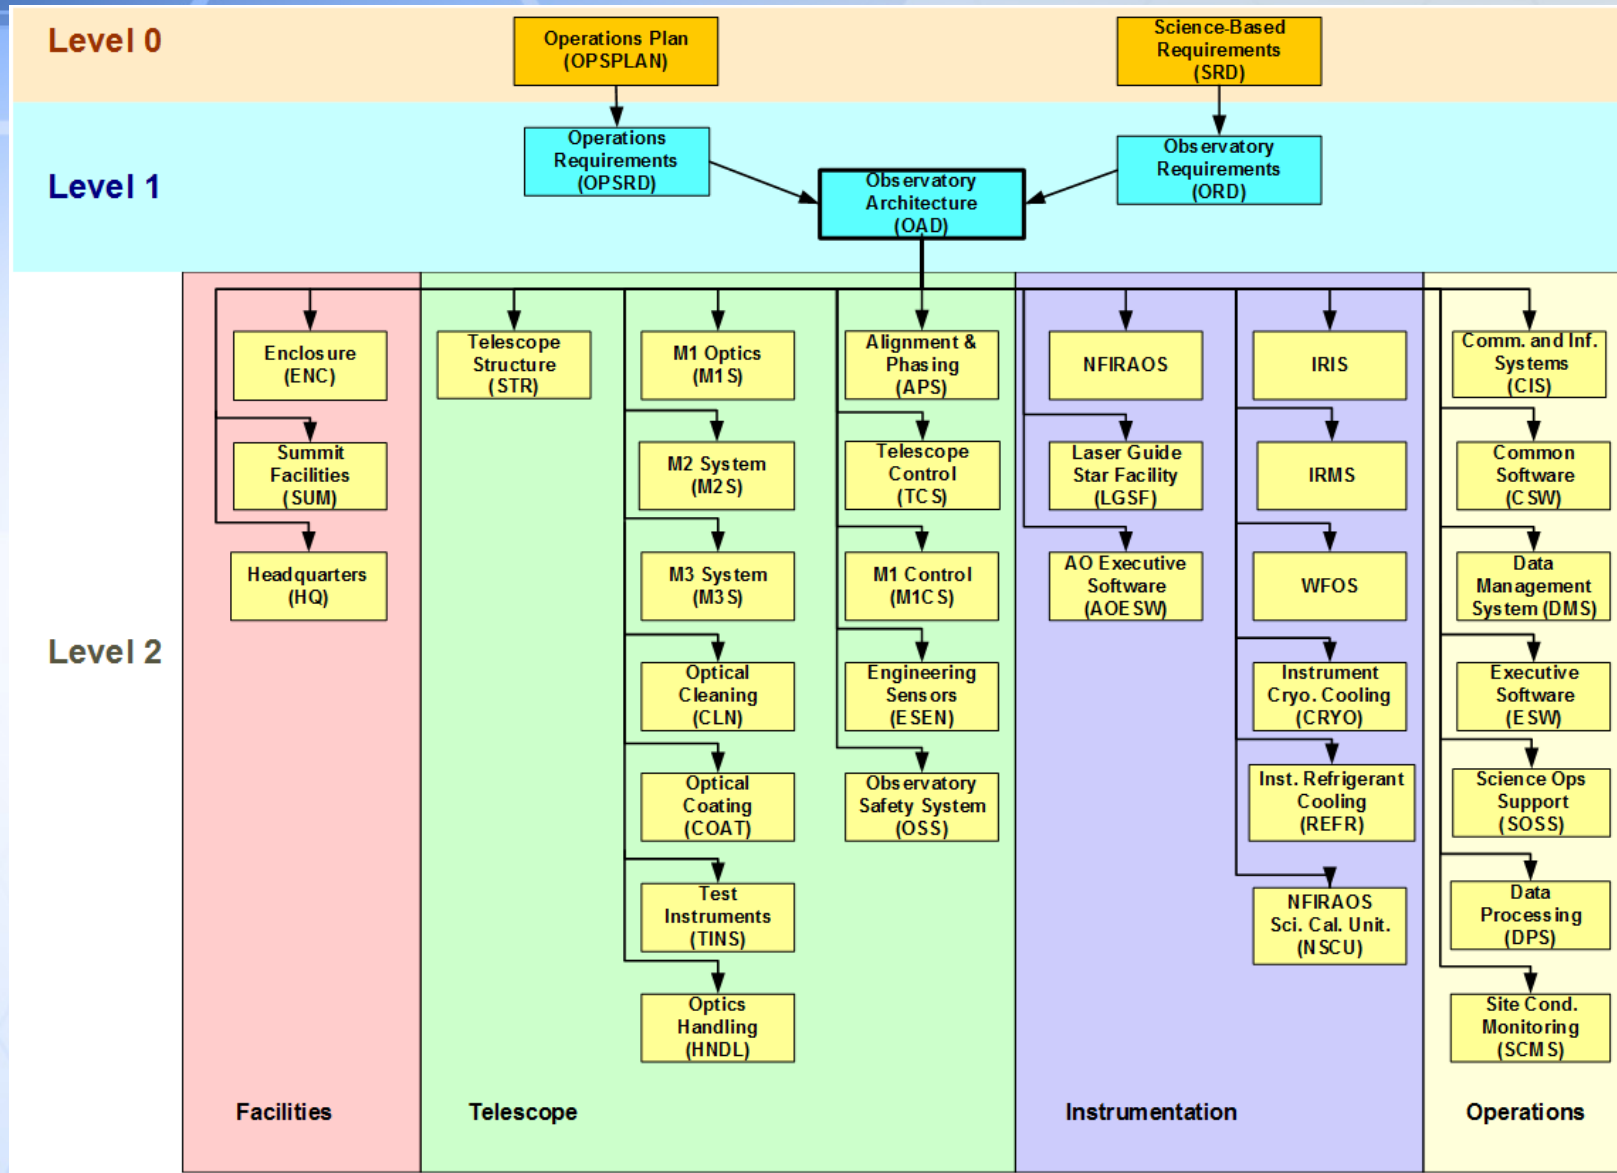 Level 0
Operations Plan
(OPSPLAN)
Science-Based
Requirements
(SRD)
Level 1
Operations
Requirements
(OPSRD)
Observatory
Architecture
(OAD)
Observatory
Requirements
(ORD)
Level 2
Enclosure
(ENC)
Summit
Facilities
(SUM)
Headquarters
(HQ)
Facilities
Telescope
Structure
(STR)
M1 Optics
(M1S)
M2 System
(M2S)
M3 System
(M3S)
Optical
Cleaning
(CLN)
Optical
Coating
(COAT)
Test
Instruments
(TINS)
Optics
Handling
(HNDL)
Alignment &
Phasing
(APS)
Telescope
Control
(TCS)
M1 Control
(M1CS)
Engineering
Sensors
(ESEN)
Observatory
Safety System
(OSS)
Telescope
NFIRAOS
Laser Guide
Star Facility
(LGSF)
AO Executive
Software
(AOESW)
IRIS
IRMS
WFOS
Instrument
Cryo. Cooling
(CRYO)
Inst. Refrigerant
Cooling
(REFR)
NFIRAOS
Sci. Cal. Unit.
(NSCU)
Instrumentation
Comm. and Inf.
Systems
(CIS)
Common
Software
(CSW)
Data
Management
System (DMS)
Executive
Software
(ESW)
Science Ops
Support
(SOSS)
Data
Processing
(DPS)
Site Cond.
Monitoring
(SCMS)
Operations